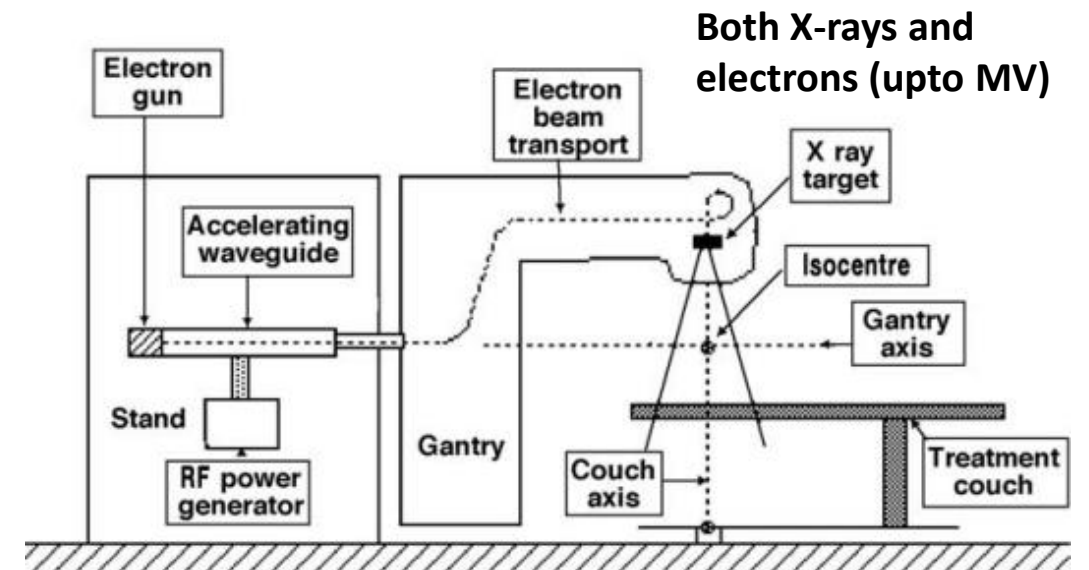 Both X-rays and
electrons (upto MV)
Electron
gun
Electron
beam
transport
X ray
target
Accelerating
waveguide
Isocentre
Gantry
axis
Stand
Gantry
RF power
generator
Couch
axis
Treatment
couch